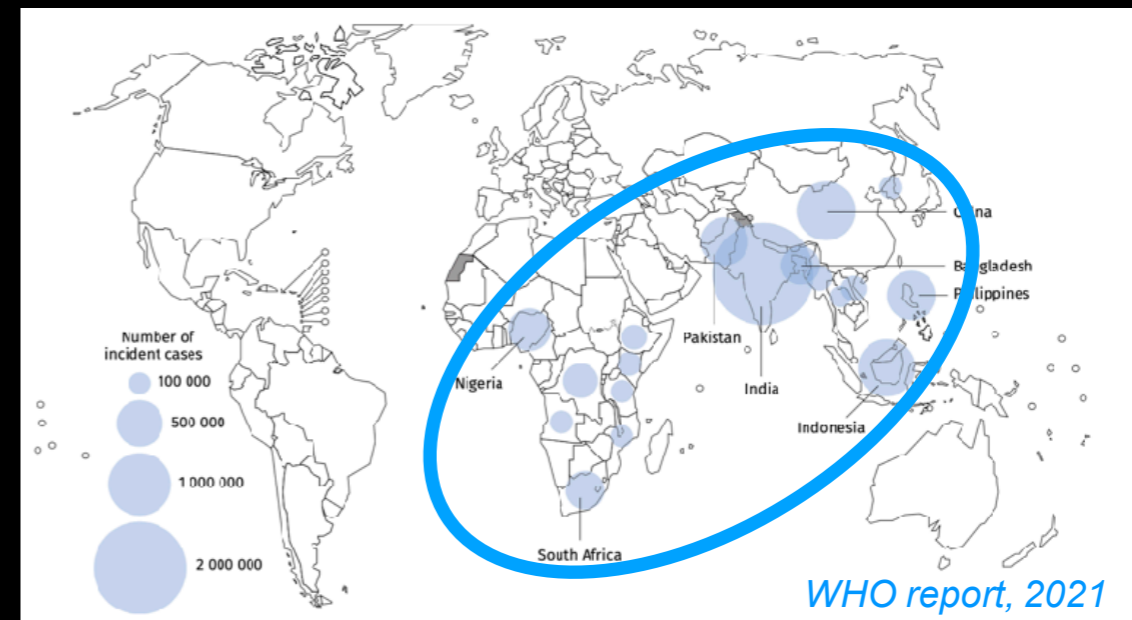 China
Bangladesh
Philippines
Pakistan
India
Nigeria
Indonesia
South Africa
Number of
incident cases
100 000
500 000
1 000 000
2 000 000
WHO report, 2021